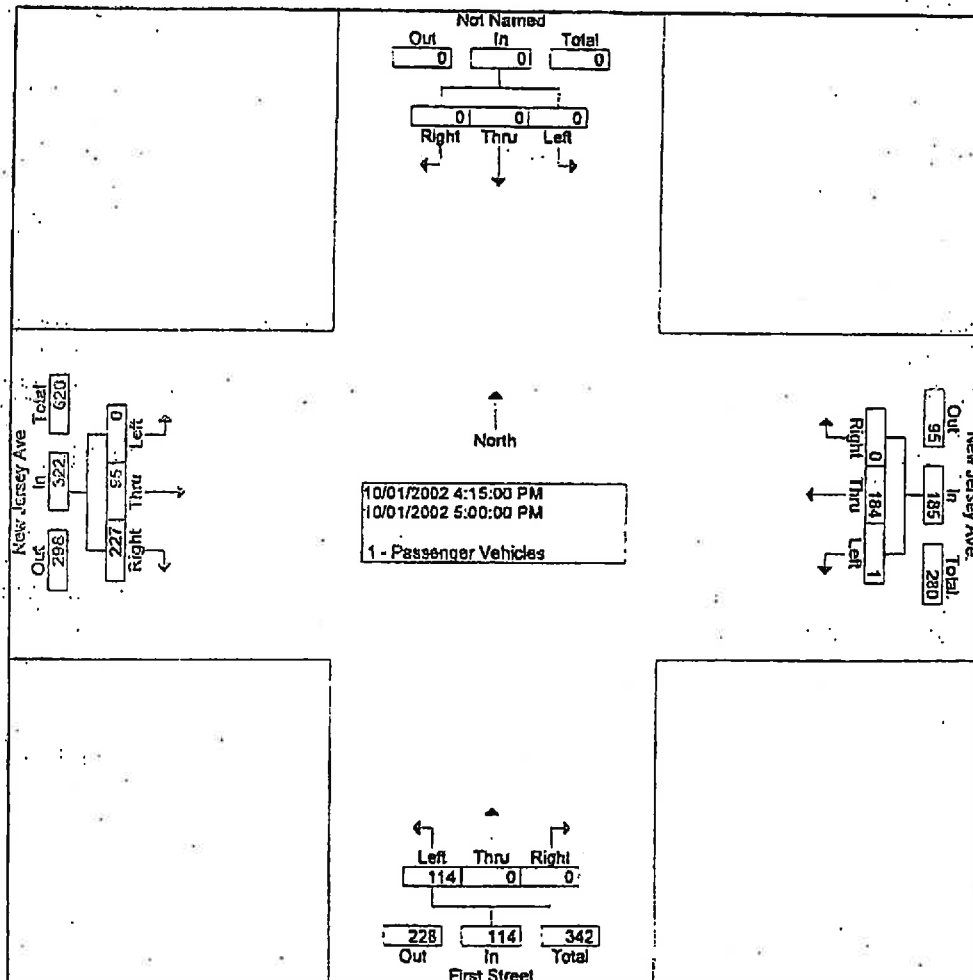 Not Named
Out In Total
0 0 0
0 0 0
Right Thru Left
New Jersey Ave
Out In Total
298 322 620
Left Thru Right
0 95 227
North
10/01/2002 4:15:00 PM
10/01/2002 5:00:00 PM
1 - Passenger Vehicles
New Jersey Ave.
Out In Total
95 185 280
Right Thru Left
0 184 1
Left Thru Right
114 0 0
228 114 342
Out In Total
First Street